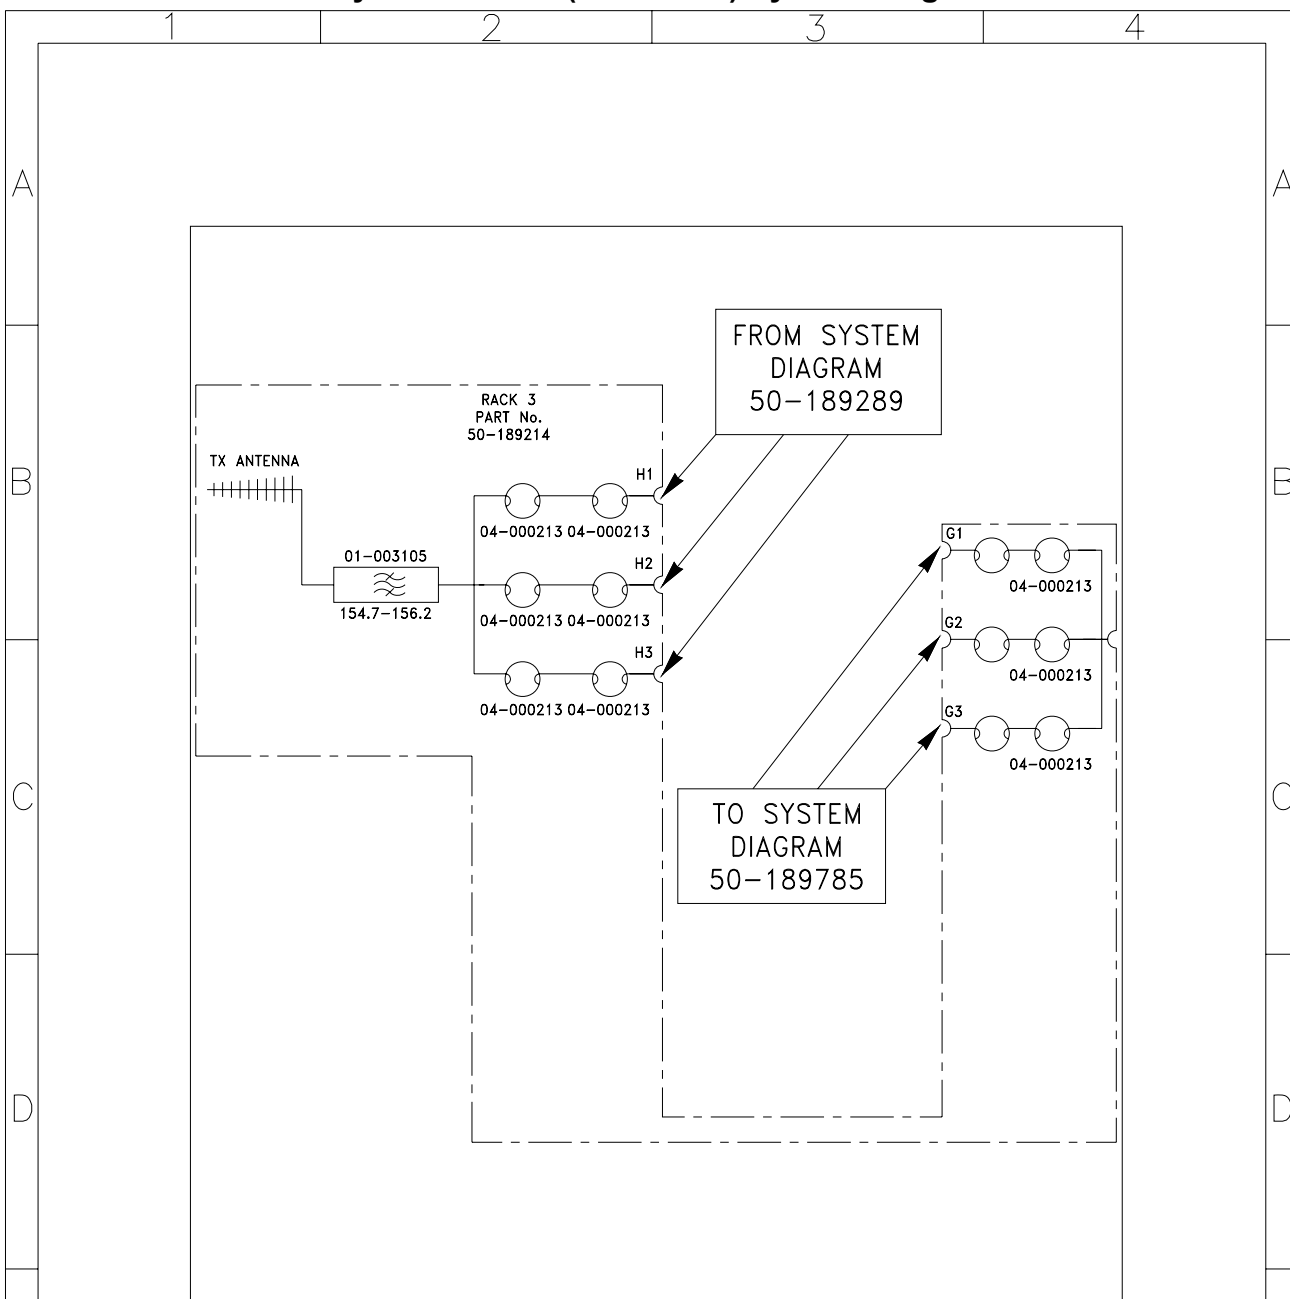 1 2 3 4
A A
FROM SYSTEM
DIAGRAM
50-189289
RACK 3
PART No.
50-189214
TX ANTENNA
H1
B B
04-000213 04-000213
G1
01-003105
H2
154.7-156.2
04-000213 04-000213
04-000213
G2
H3
04-000213
04-000213 04-000213
G3
04-000213
C C
TO SYSTEM
DIAGRAM
50-189785
D D